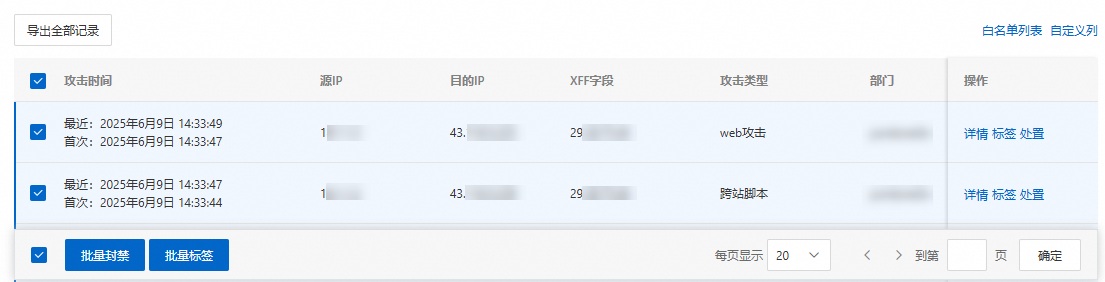 导出全部记录
白名单列表 自定义列
攻击时间 源IP 目的IP XFF字段 攻击类型 部门 操作
最近：2025年6月9日 14:33:49
首次：2025年6月9日 14:33:47
1 43. 29 web攻击 详情 标签 处置
最近：2025年6月9日 14:33:47
首次：2025年6月9日 14:33:44
1 43. 29 跨站脚本 详情 标签 处置
批量封禁 批量标签 每页显示 20 到第 页 确定